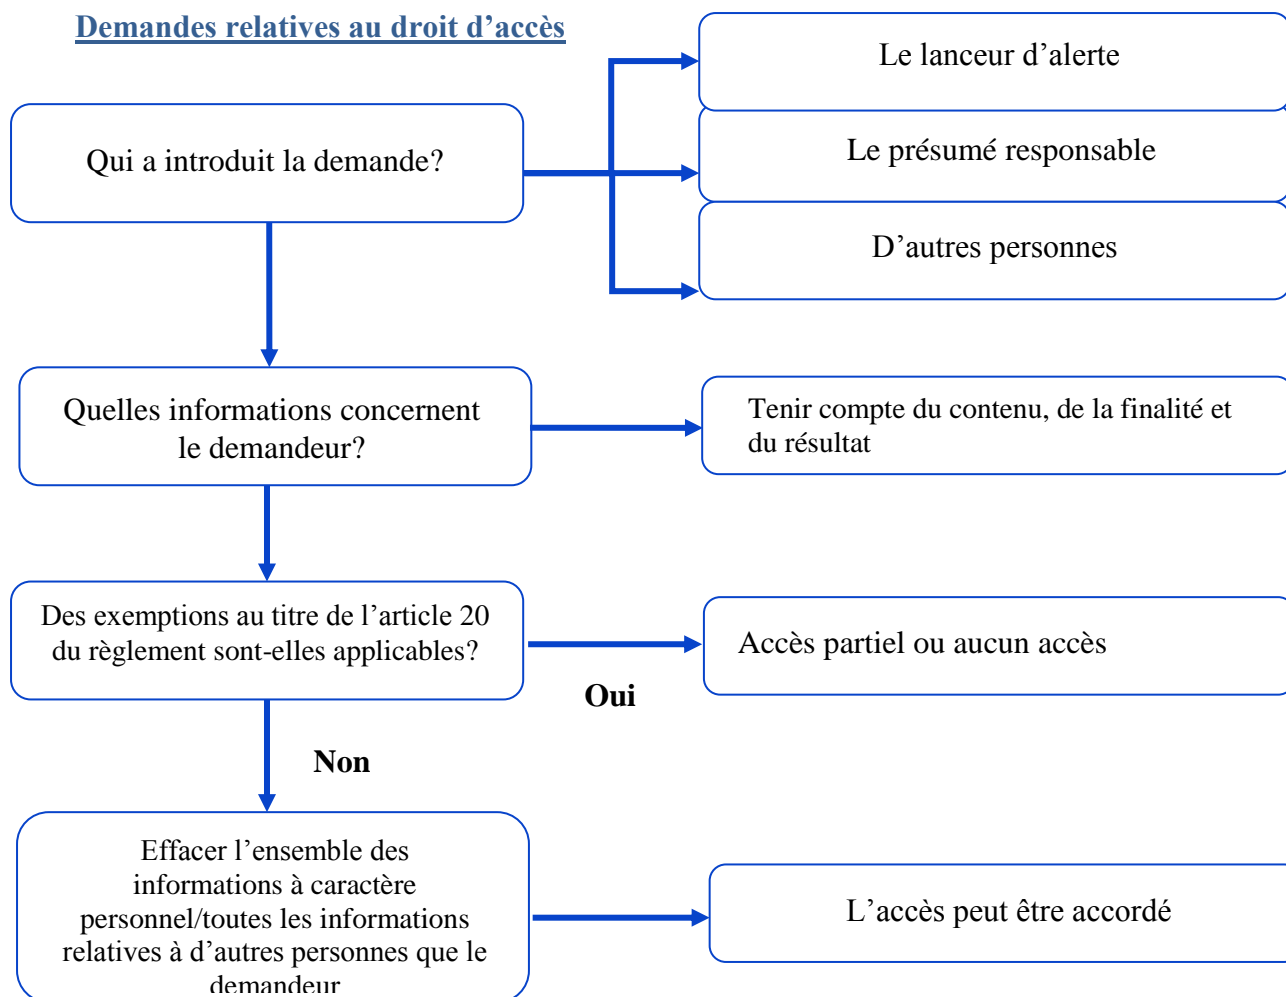 Demandes relatives au droit d’accès
Le lanceur d’alerte
Qui a introduit la demande?
Le présumé responsable
D’autres personnes
Quelles informations concernent
le demandeur?
Tenir compte du contenu, de la finalité et
du résultat
Des exemptions au titre de l’article 20
du règlement sont-elles applicables?
Accès partiel ou aucun accès
Oui
Non
Effacer l’ensemble des
informations à caractère
personnel/toutes les informations
relatives à d’autres personnes que le
demandeur
L’accès peut être accordé